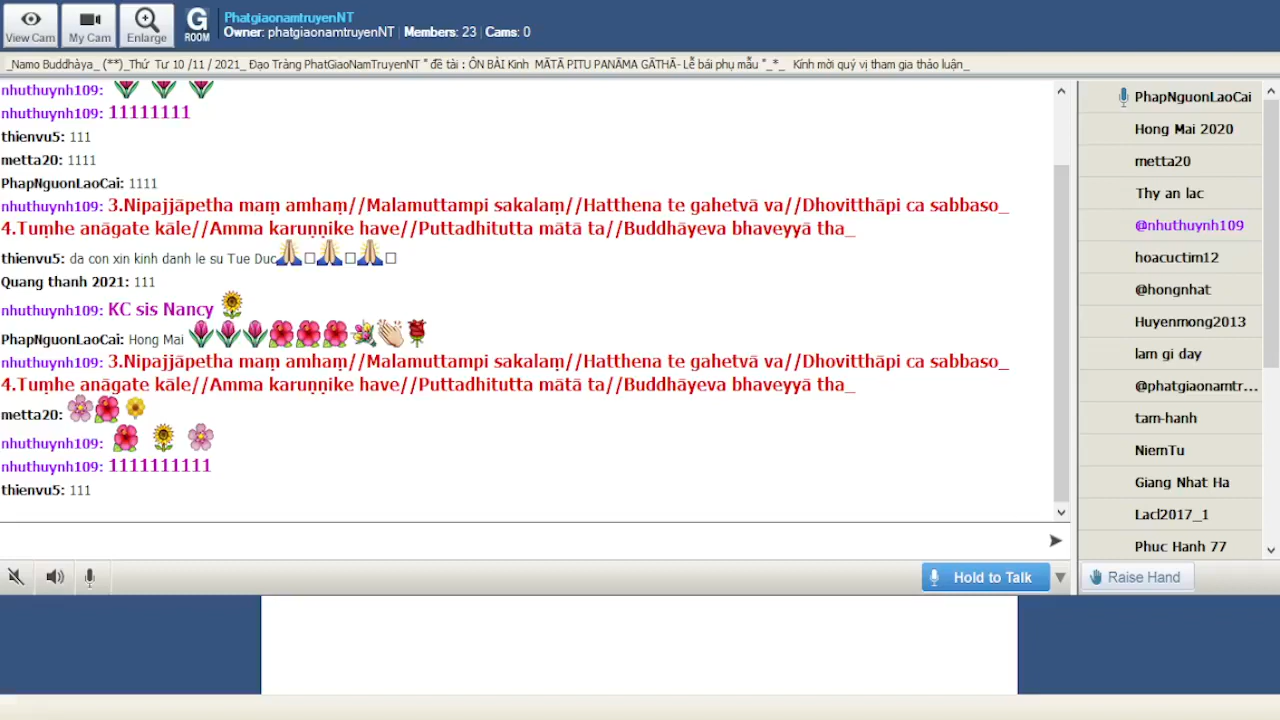 View Cam
My Cam
Enlarge
G
ROOM
PhatgiaonamtruyenNT
Owner: phatgiaonamtruyenNT | Members: 23 | Cams: 0
_Namo Buddhàya_ (**)_Thứ Tư 10 /11 / 2021_ Đạo Tràng PhatGiaoNamTruyenNT " đề tài : ÔN BÀI Kinh MĀTĀ PITU PANĀMA GĀTHĀ- Lễ bái phụ mẫu "_*_ Kính mời quý vị tham gia thảo luận_
nhuthuynh109:
nhuthuynh109: 11111111
thienvu5: 111
metta20: 1111
PhapNguonLaoCai: 1111
nhuthuynh109: 3.Nipajjāpetha maṃ amhaṃ//Malamuttampi sakalaṃ//Hatthena te gahetvā va//Dhovitthāpi ca sabbaso_
4.Tuṃhe anāgate kāle//Amma karuṇṇike have//Puttadhitutta mātā ta//Buddhāyeva bhaveyyā tha_
thienvu5: da con xin kinh danh le su Tue Duc🙏🏼□🙏🏼□🙏🏼□
Quang thanh 2021: 111
nhuthuynh109: KC sis Nancy 🌻
PhapNguonLaoCai: Hong Mai 🌷🌷🌷🌺🌺🌺💐👏🏼🌹
nhuthuynh109: 3.Nipajjāpetha maṃ amhaṃ//Malamuttampi sakalaṃ//Hatthena te gahetvā va//Dhovitthāpi ca sabbaso_
4.Tuṃhe anāgate kāle//Amma karuṇṇike have//Puttadhitutta mātā ta//Buddhāyeva bhaveyyā tha_
metta20: 🌸🌺🌼
nhuthuynh109: 🌺 🌻 🌸
nhuthuynh109: 1111111111
thienvu5: 111
Hold to Talk
PhapNguonLaoCai
Hong Mai 2020
metta20
Thy an lac
@nhuthuynh109
hoacuctim12
@hongnhat
Huyenmong2013
lam gi day
@phatgiaonamtr...
tam-hanh
NiemTu
Giang Nhat Ha
Lacl2017_1
Phuc Hanh 77
Raise Hand